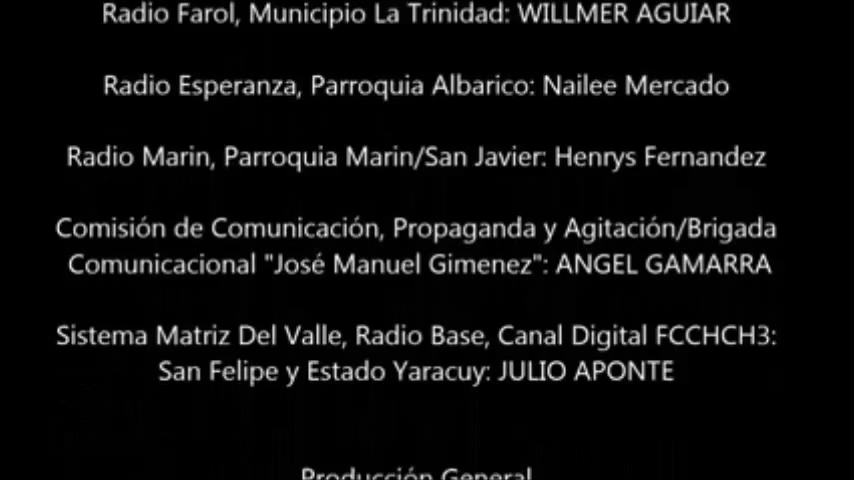 Radio Farol, Municipio La Trinidad: WILLMER AGUIAR
Radio Esperanza, Parroquia Albarico: Nailee Mercado
Radio Marin, Parroquia Marin/San Javier: Henrys Fernandez
Comisión de Comunicación, Propaganda y Agitación/Brigada
Comunicacional "José Manuel Gimenez": ANGEL GAMARRA
Sistema Matriz Del Valle, Radio Base, Canal Digital FCCHCH3:
San Felipe y Estado Yaracuy: JULIO APONTE
Producción General